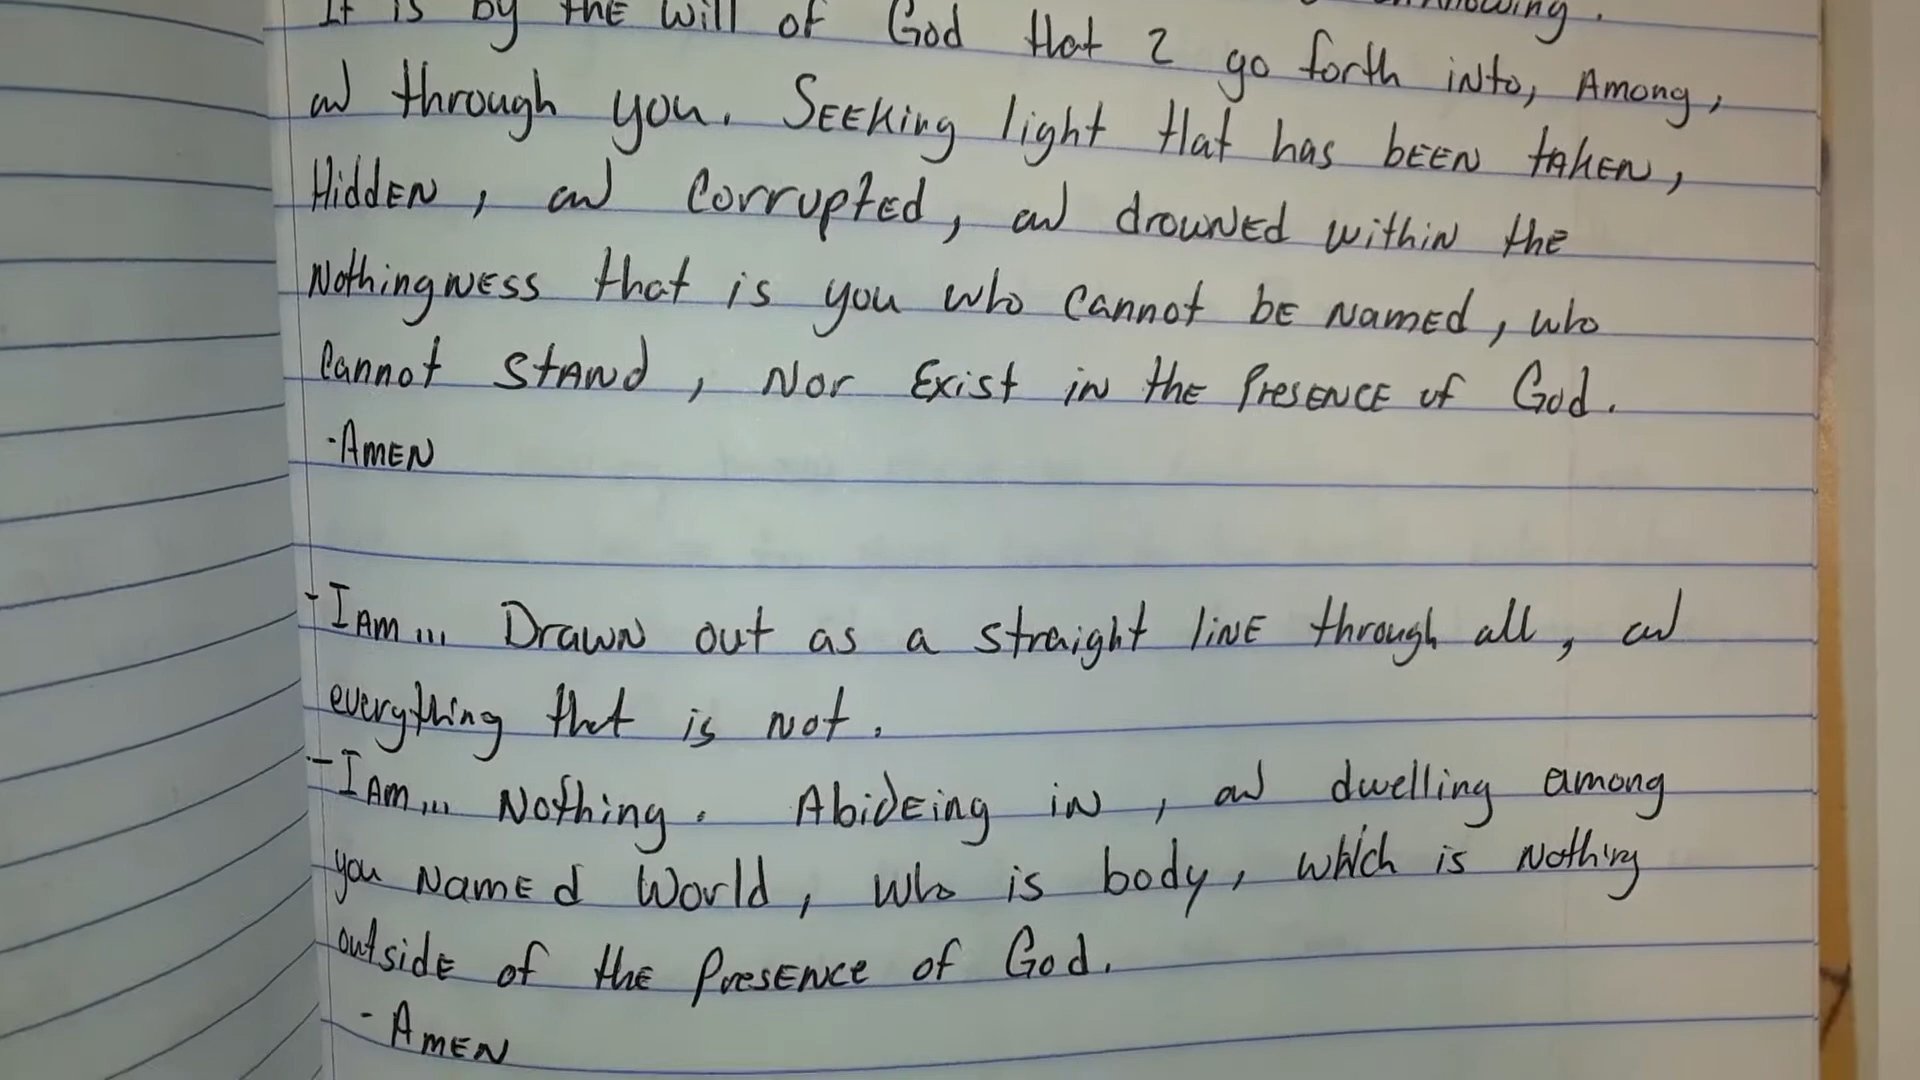 It is by the will of God that I go forth into, Among,
and through you. Seeking light that has been taken,
Hidden, and Corrupted, and drowned within the
Nothingness that is you who cannot be Named, who
Cannot Stand, Nor Exist in the Presence of God.
-Amen
-I Am... Drawn out as a straight line through all, and
everything that is not.
-I Am... Nothing. Abideing in, and dwelling among
you Named World, who is body, which is Nothing
outside of the Presence of God.
-Amen